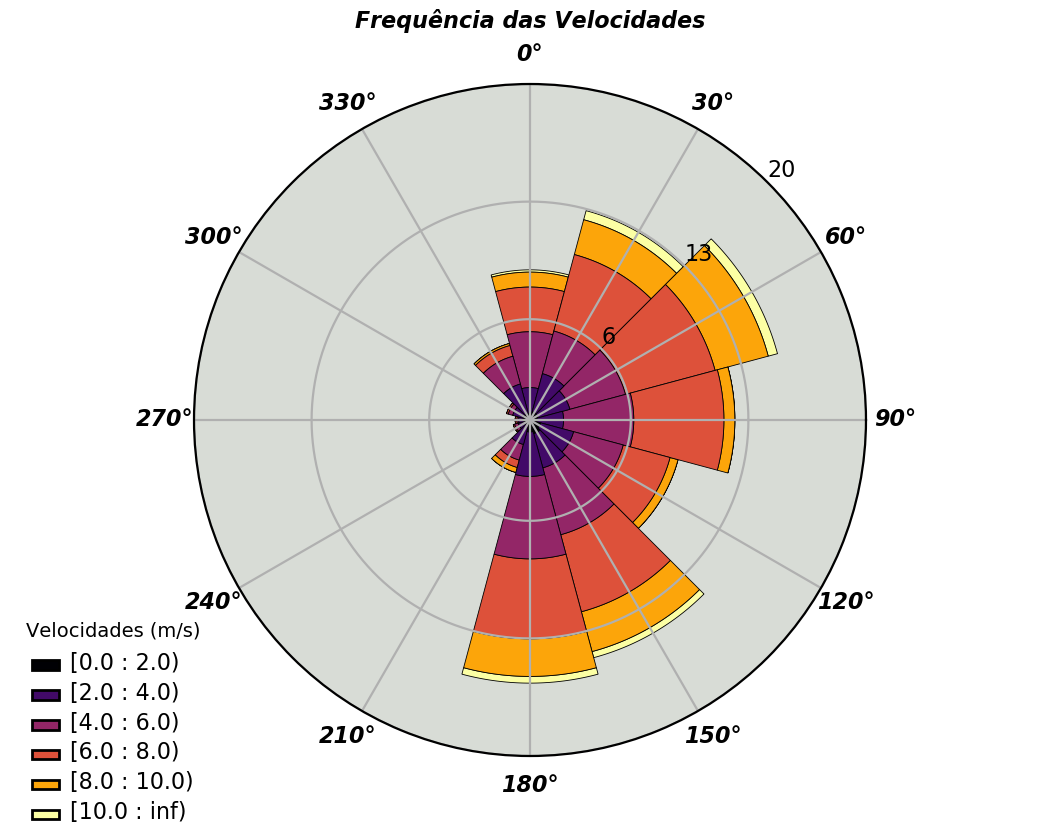 Frequência das Velocidades
0°
330°
30°
20
300°
60°
13
6
270°
90°
240°
120°
Velocidades (m/s)
[0.0 : 2.0)
[2.0 : 4.0)
[4.0 : 6.0)
[6.0 : 8.0)
[8.0 : 10.0)
[10.0 : inf)
210°
150°
180°